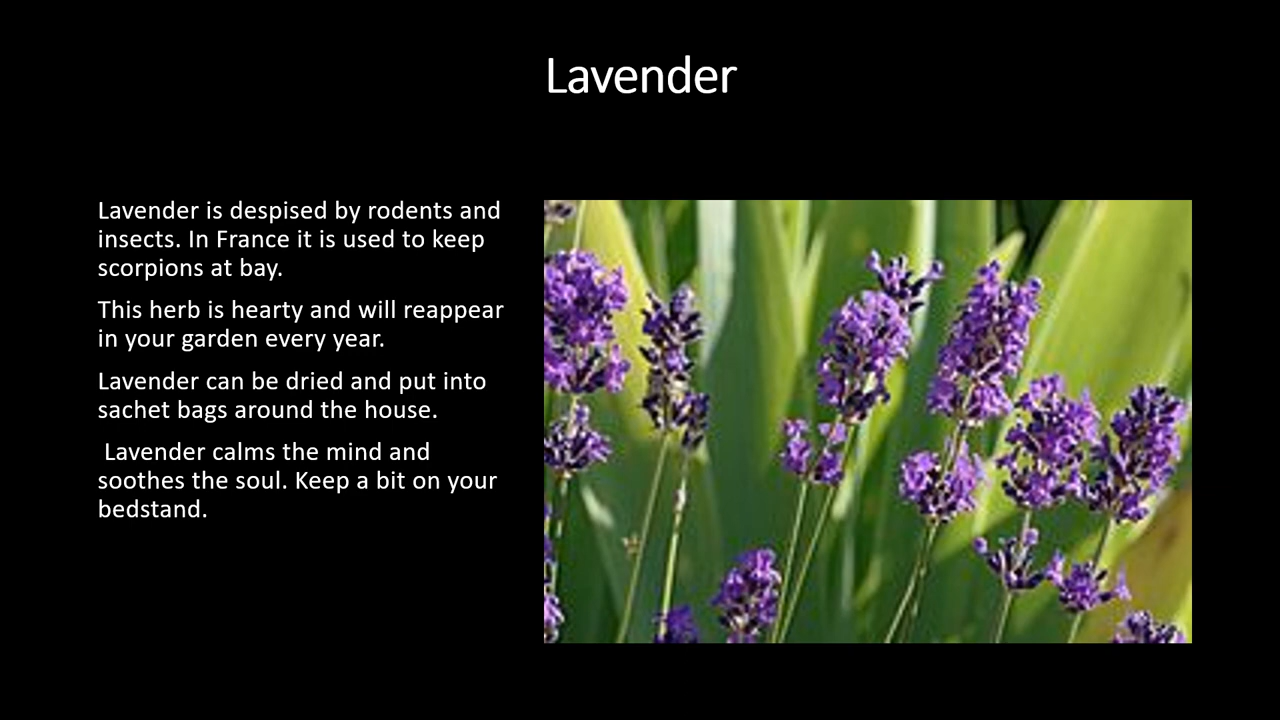 Lavender
Lavender is despised by rodents and
insects. In France it is used to keep
scorpions at bay.
This herb is hearty and will reappear
in your garden every year.
Lavender can be dried and put into
sachet bags around the house.
Lavender calms the mind and
soothes the soul. Keep a bit on your
bedstand.